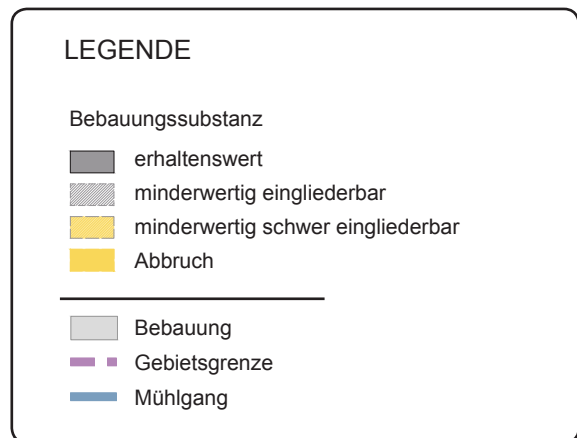 LEGENDE
Bebauungssubstanz
erhaltenswert
minderwertig eingliederbar
minderwertig schwer eingliederbar
Abbruch
Bebauung
Gebietsgrenze
Mühlgang